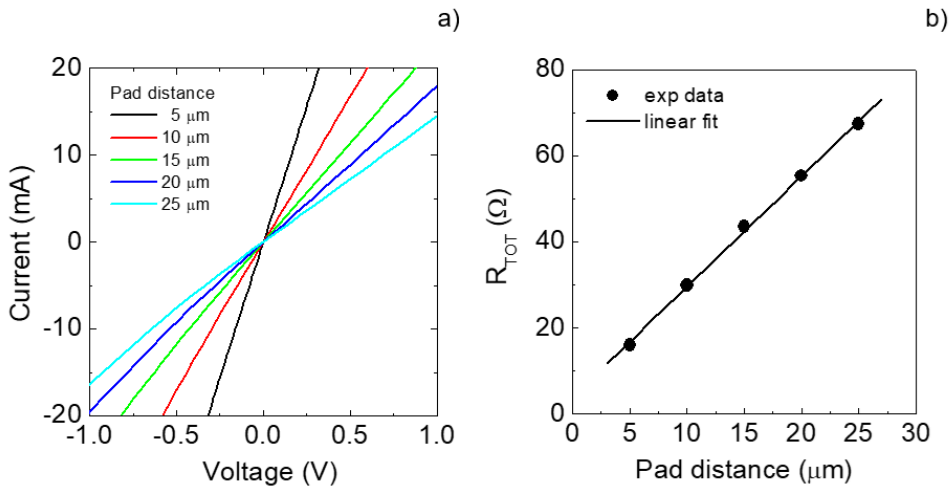 a)
20
10
0
-10
-20
Current (mA)
Pad distance
5 μm
10 μm
15 μm
20 μm
25 μm
-1.0 -0.5 0.0 0.5 1.0
Voltage (V)
b)
80
60
40
20
0
R_TOT (Ω)
exp data
linear fit
0 5 10 15 20 25 30
Pad distance (μm)